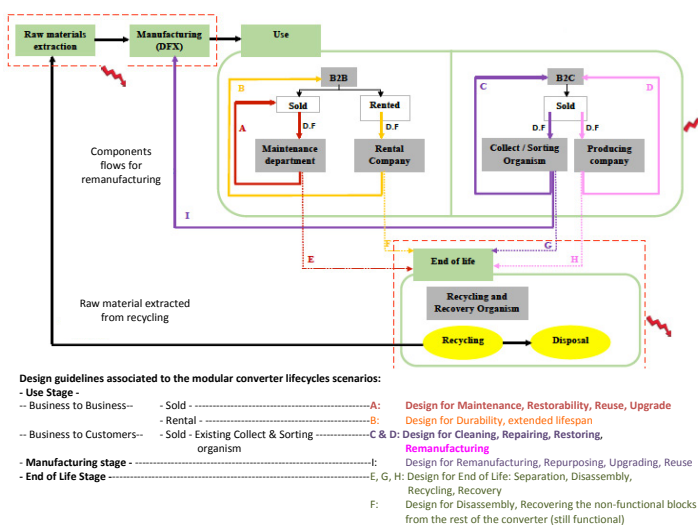 Raw materials
extraction
Manufacturing
(DFX)
Use
B2B
B2C
B
C
D
Sold
Rented
Sold
A
D.F
D.F
D.F
D.F
Maintenance
department
Rental
Company
Collect / Sorting
Organism
Producing
company
Components
flows for
remanufacturing
I
F
G
E
H
End of life
Recycling and
Recovery Organism
Raw material extracted
from recycling
Recycling
Disposal
Design guidelines associated to the modular converter lifecycles scenarios:
- Use Stage -
-- Business to Business-- - Sold - ---A: Design for Maintenance, Restorability, Reuse, Upgrade
- Rental - ---B: Design for Durability, extended lifespan
-- Business to Customers-- - Sold - Existing Collect & Sorting ---C & D: Design for Cleaning, Repairing, Restoring,
organism Remanufacturing
- Manufacturing stage - ---I: Design for Remanufacturing, Repurposing, Upgrading, Reuse
- End of Life Stage - ---E, G, H: Design for End of Life: Separation, Disassembly,
Recycling, Recovery
F: Design for Disassembly, Recovering the non-functional blocks
from the rest of the converter (still functional)